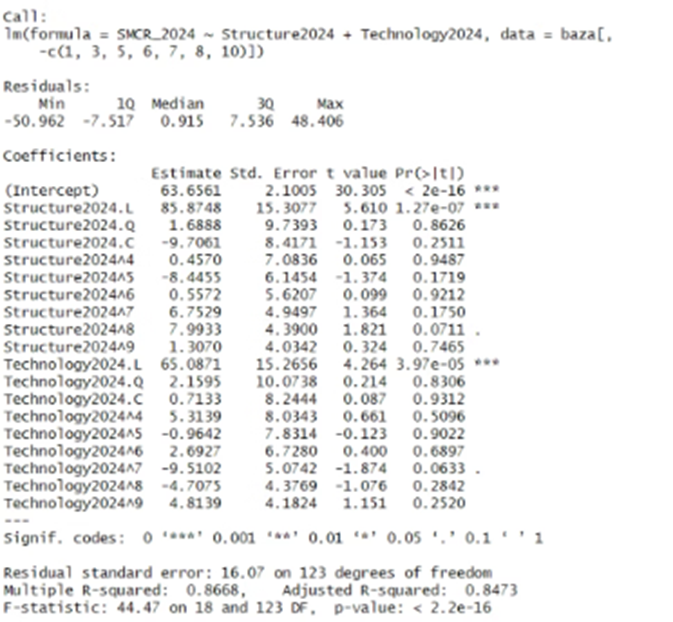 Call:
lm(formula = SMCR_2024 ~ Structure2024 + Technology2024, data = baza[,
    -c(1, 3, 5, 6, 7, 8, 10)])
Residuals:
    Min      1Q  Median      3Q     Max
-50.962  -7.517   0.915   7.536  48.406
Coefficients:
                 Estimate Std. Error t value Pr(>|t|)
(Intercept)       63.6561     2.1005  30.305  < 2e-16 ***
Structure2024.L   85.8748    15.3077   5.610 1.27e-07 ***
Structure2024.Q    1.6888     9.7393   0.173   0.8626
Structure2024.C   -9.7061     8.4171  -1.153   0.2511
Structure2024^4    0.4570     7.0836   0.065   0.9487
Structure2024^5   -8.4455     6.1454  -1.374   0.1719
Structure2024^6    0.5572     5.6207   0.099   0.9212
Structure2024^7    6.7529     4.9497   1.364   0.1750
Structure2024^8    7.9933     4.3900   1.821   0.0711 .
Structure2024^9    1.3070     4.0342   0.324   0.7465
Technology2024.L  65.0871    15.2656   4.264 3.97e-05 ***
Technology2024.Q   2.1595    10.0738   0.214   0.8306
Technology2024.C   0.7133     8.2444   0.087   0.9312
Technology2024^4   5.3139     8.0343   0.661   0.5096
Technology2024^5  -0.9642     7.8314  -0.123   0.9022
Technology2024^6   2.6927     6.7280   0.400   0.6897
Technology2024^7  -9.5102     5.0742  -1.874   0.0633 .
Technology2024^8  -4.7075     4.3769  -1.076   0.2842
Technology2024^9   4.8139     4.1824   1.151   0.2520
---
Signif. codes:  0 ‘***’ 0.001 ‘**’ 0.01 ‘*’ 0.05 ‘.’ 0.1 ‘ ’ 1
Residual standard error: 16.07 on 123 degrees of freedom
Multiple R-squared:  0.8668,    Adjusted R-squared:  0.8473
F-statistic: 44.47 on 18 and 123 DF,  p-value: < 2.2e-16